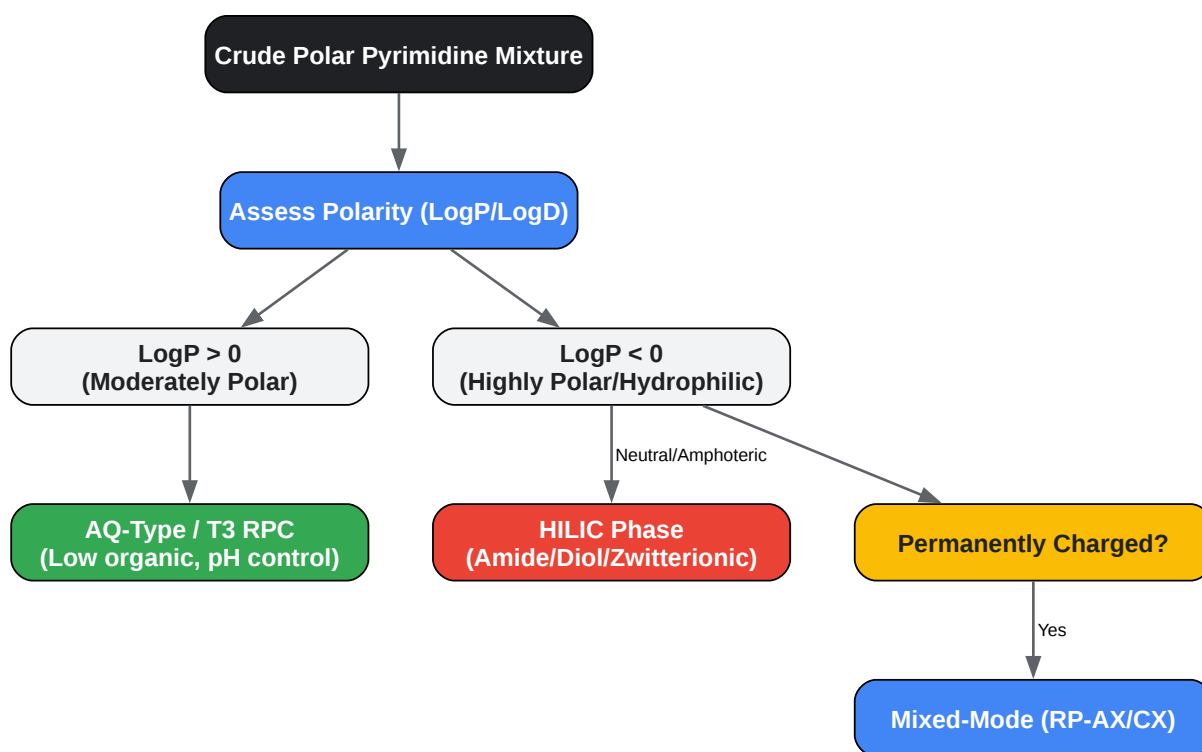 Crude Polar Pyrimidine Mixture
Assess Polarity (LogP/LogD)
LogP > 0
(Moderately Polar)
LogP < 0
(Highly Polar/Hydrophilic)
Neutral/Amphoteric
AQ-Type / T3 RPC
(Low organic, pH control)
HILIC Phase
(Amide/Diol/Zwitterionic)
Permanently Charged?
Yes
Mixed-Mode (RP-AX/CX)